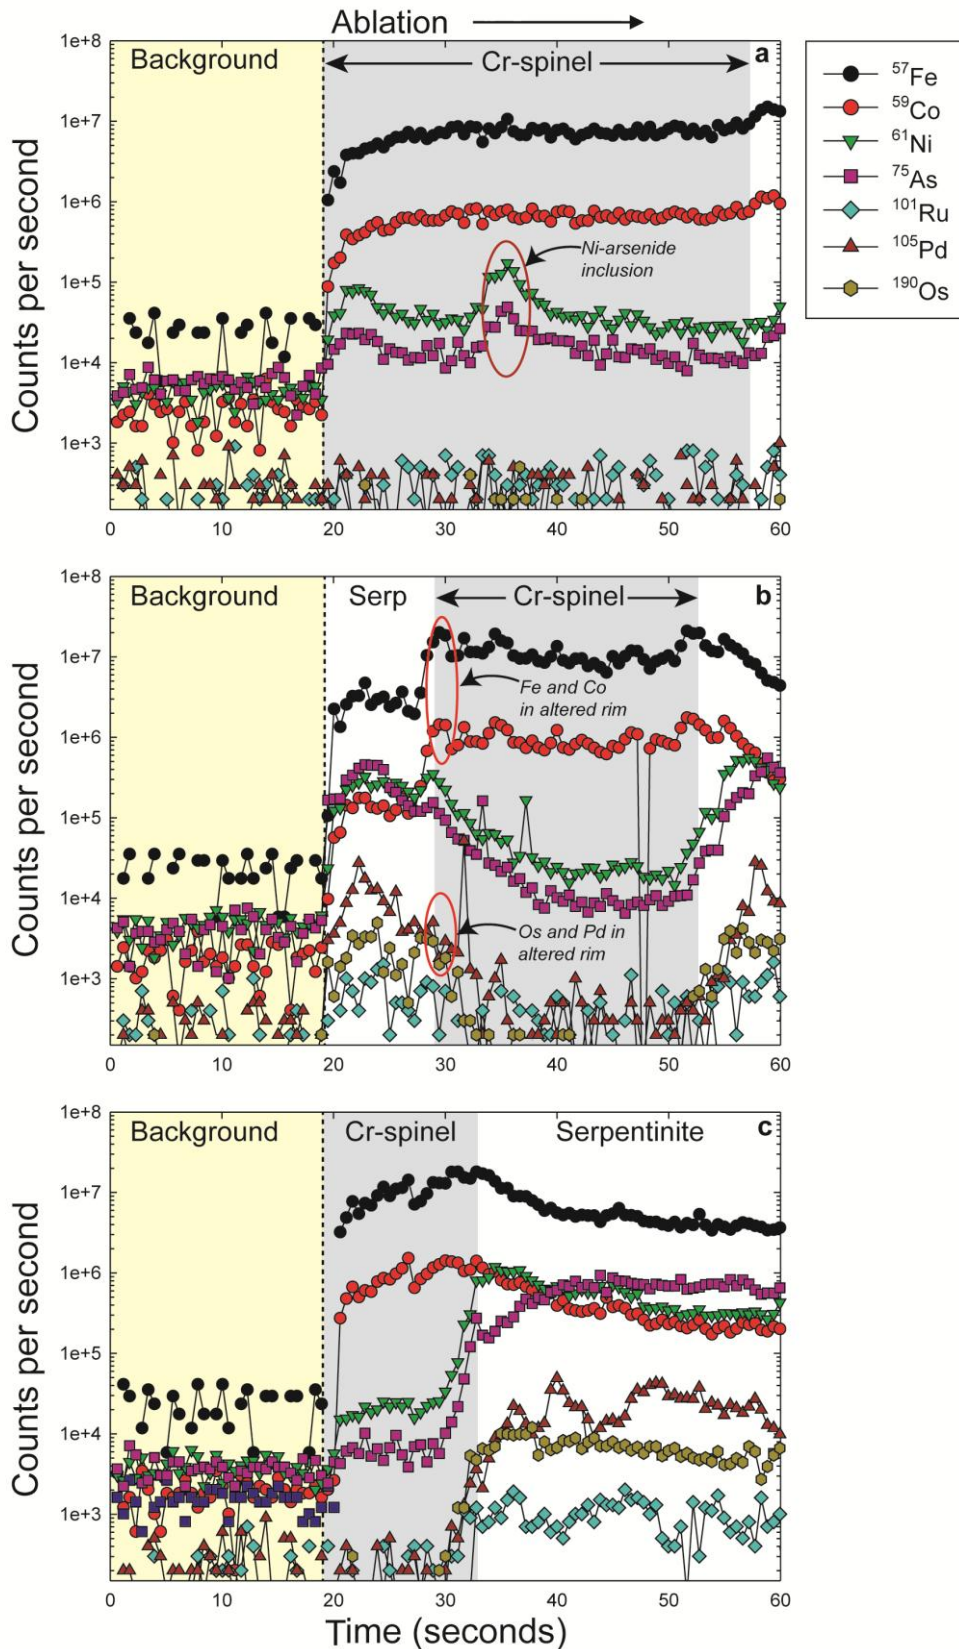 Ablation
Background
Cr-spinel
a
1e+8
1e+7
1e+6
1e+5
1e+4
1e+3
Counts per second
Ni-arsenide
inclusion
0 10 20 30 40 50 60
57Fe
59Co
61Ni
75As
101Ru
105Pd
190Os
Background
Serp
Cr-spinel
b
1e+8
1e+7
1e+6
1e+5
1e+4
1e+3
Counts per second
Fe and Co
in altered rim
Os and Pd in
altered rim
0 10 20 30 40 50 60
Background
Cr-spinel
Serpentinite
c
1e+8
1e+7
1e+6
1e+5
1e+4
1e+3
Counts per second
0 10 20 30 40 50 60
Time (seconds)